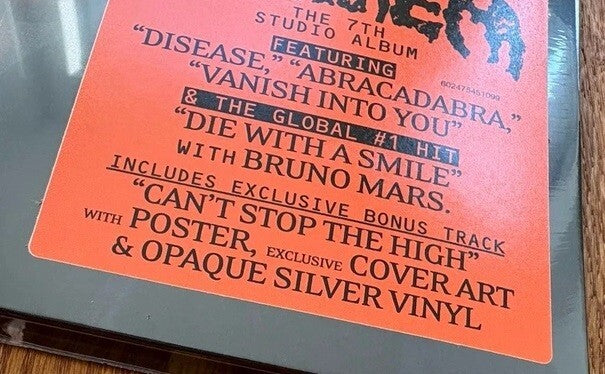 THE 7TH
STUDIO ALBUM
FEATURING
“DISEASE,” “ABRACADABRA,”
“VANISH INTO YOU”
602475451099
& THE GLOBAL #1 HIT
“DIE WITH A SMILE”
WITH BRUNO MARS.
INCLUDES EXCLUSIVE BONUS TRACK
“CAN’T STOP THE HIGH”
WITH POSTER, EXCLUSIVE COVER ART
& OPAQUE SILVER VINYL